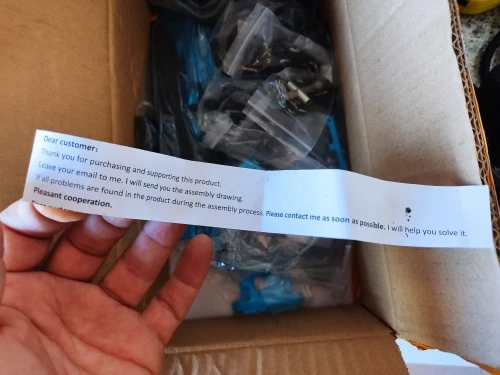 Dear customer:
Thank you for purchasing and supporting this product.
Leave your email to me. I will send you the assembly drawing.
If all problems are found in the product during the assembly process. Please contact me as soon as possible. I will help you solve it.
Pleasant cooperation.